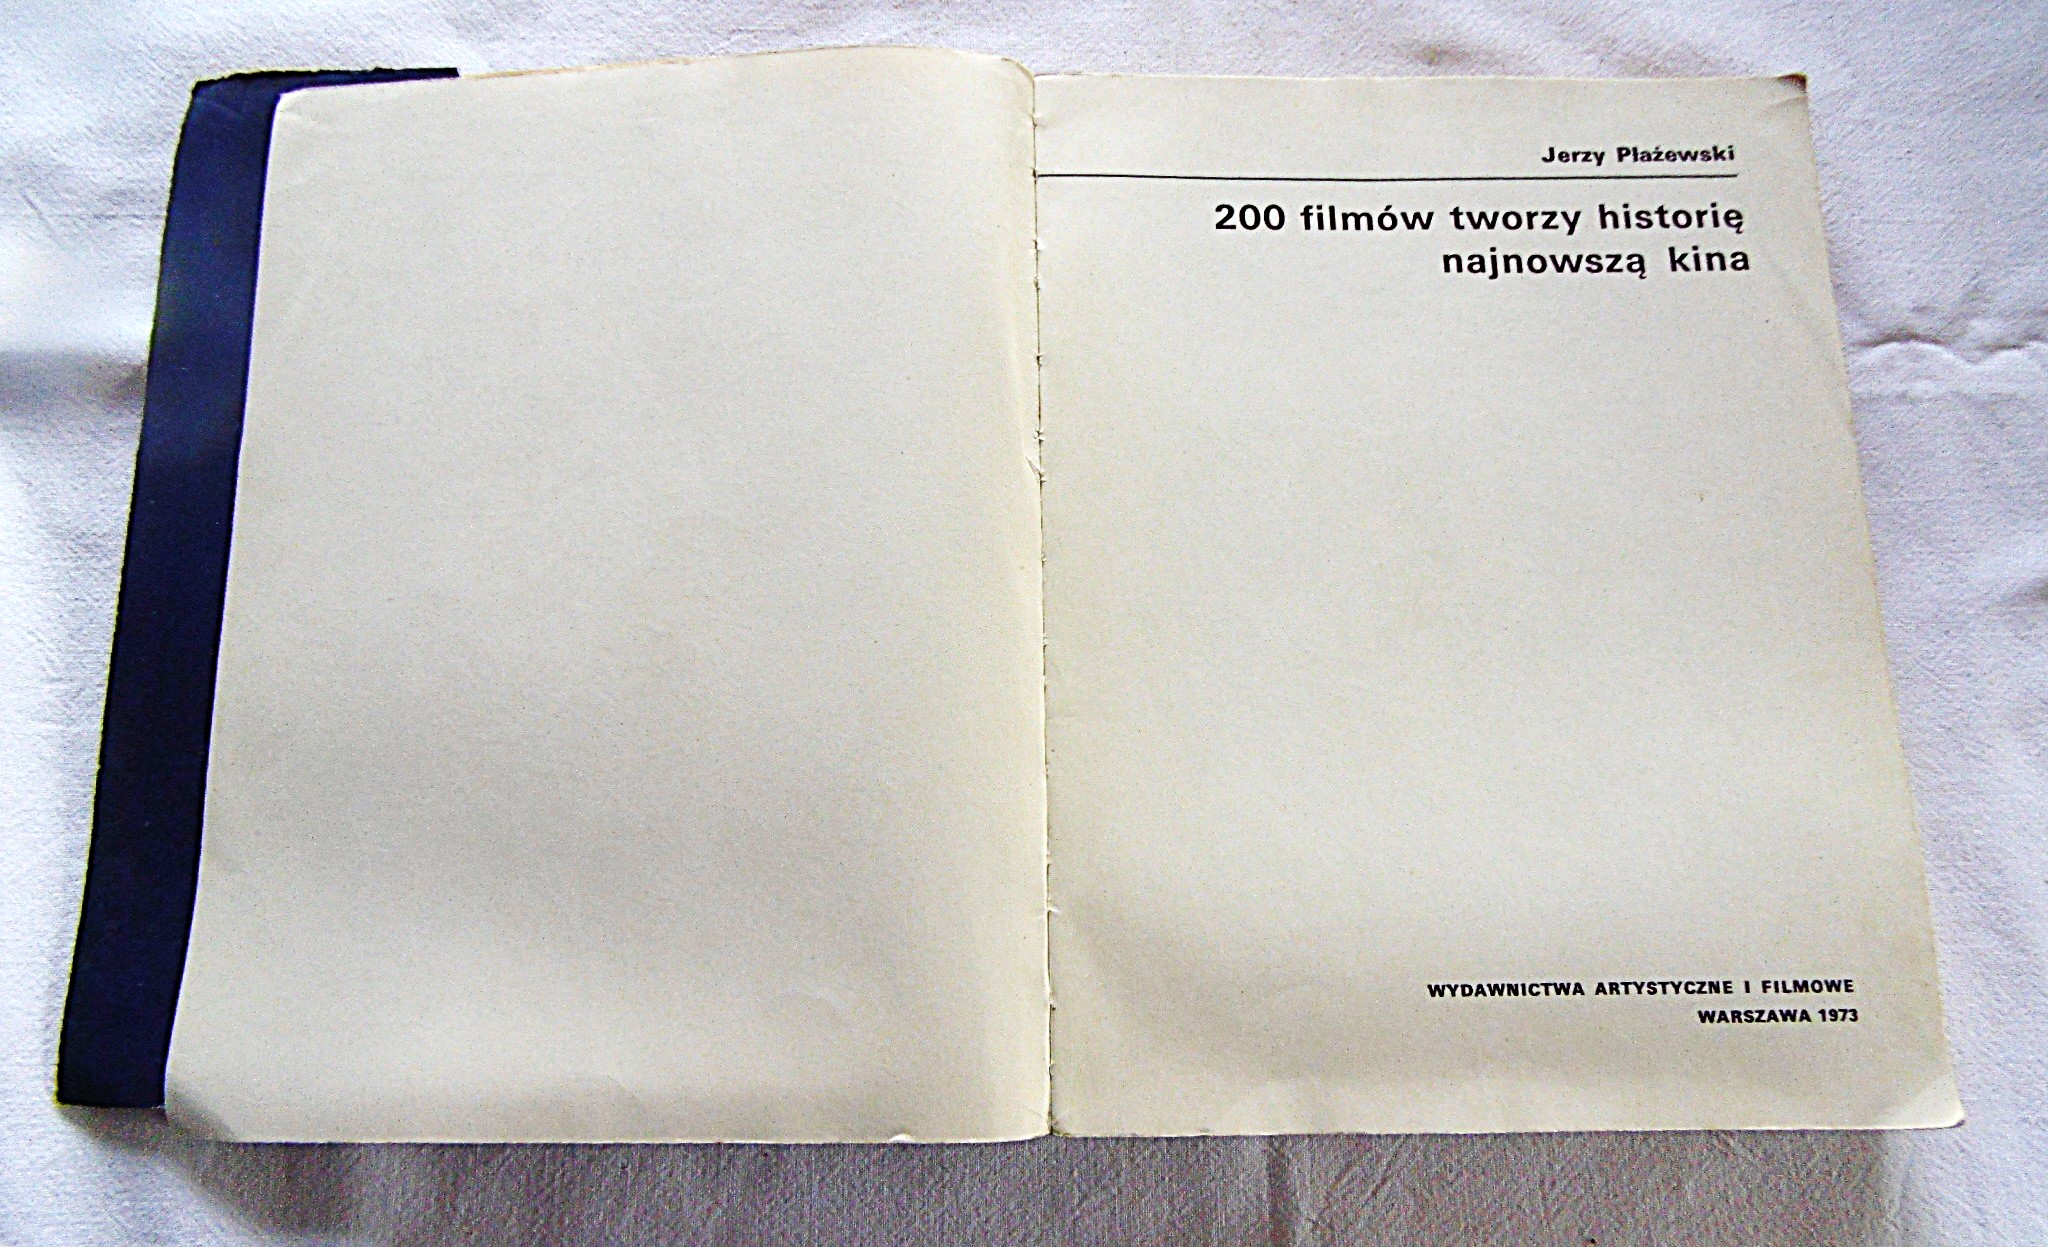 Jerzy Płażewski
200 filmów tworzy historię
najnowszą kina
WYDAWNICTWA ARTYSTYCZNE I FILMOWE
WARSZAWA 1973